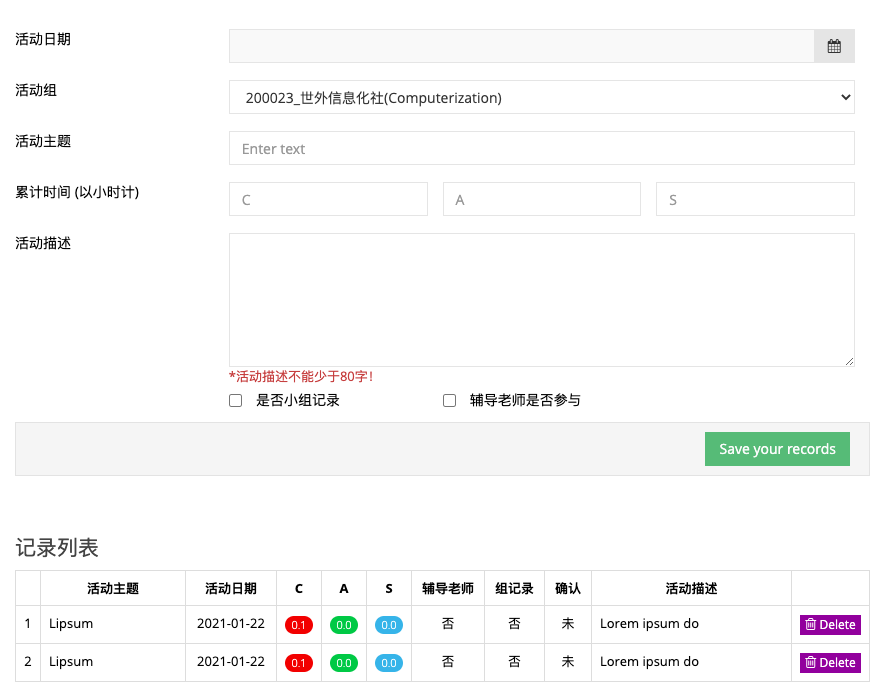 活动日期
活动组
200023_世外信息化社(Computerization)
活动主题
Enter text
累计时间 (以小时计)
C A S
活动描述
*活动描述不能少于80字!
是否小组记录 辅导老师是否参与
Save your records
记录列表
活动主题 活动日期 C A S 辅导老师 组记录 确认 活动描述
1 Lipsum 2021-01-22 0.1 0.0 0.0 否 否 未 Lorem ipsum do Delete
2 Lipsum 2021-01-22 0.1 0.0 0.0 否 否 未 Lorem ipsum do Delete